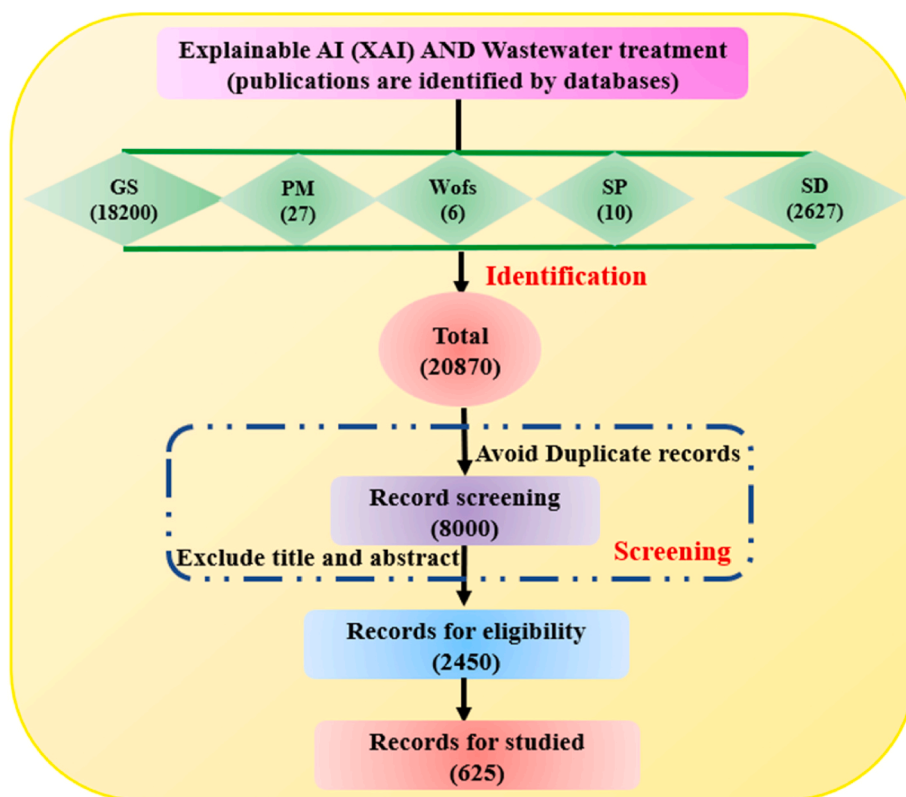 Explainable AI (XAI) AND Wastewater treatment
(publications are identified by databases)
GS
(18200)
PM
(27)
Wofs
(6)
SP
(10)
SD
(2627)
Identification
Total
(20870)
Avoid Duplicate records
Record screening
(8000)
Exclude title and abstract
Screening
Records for eligibility
(2450)
Records for studied
(625)